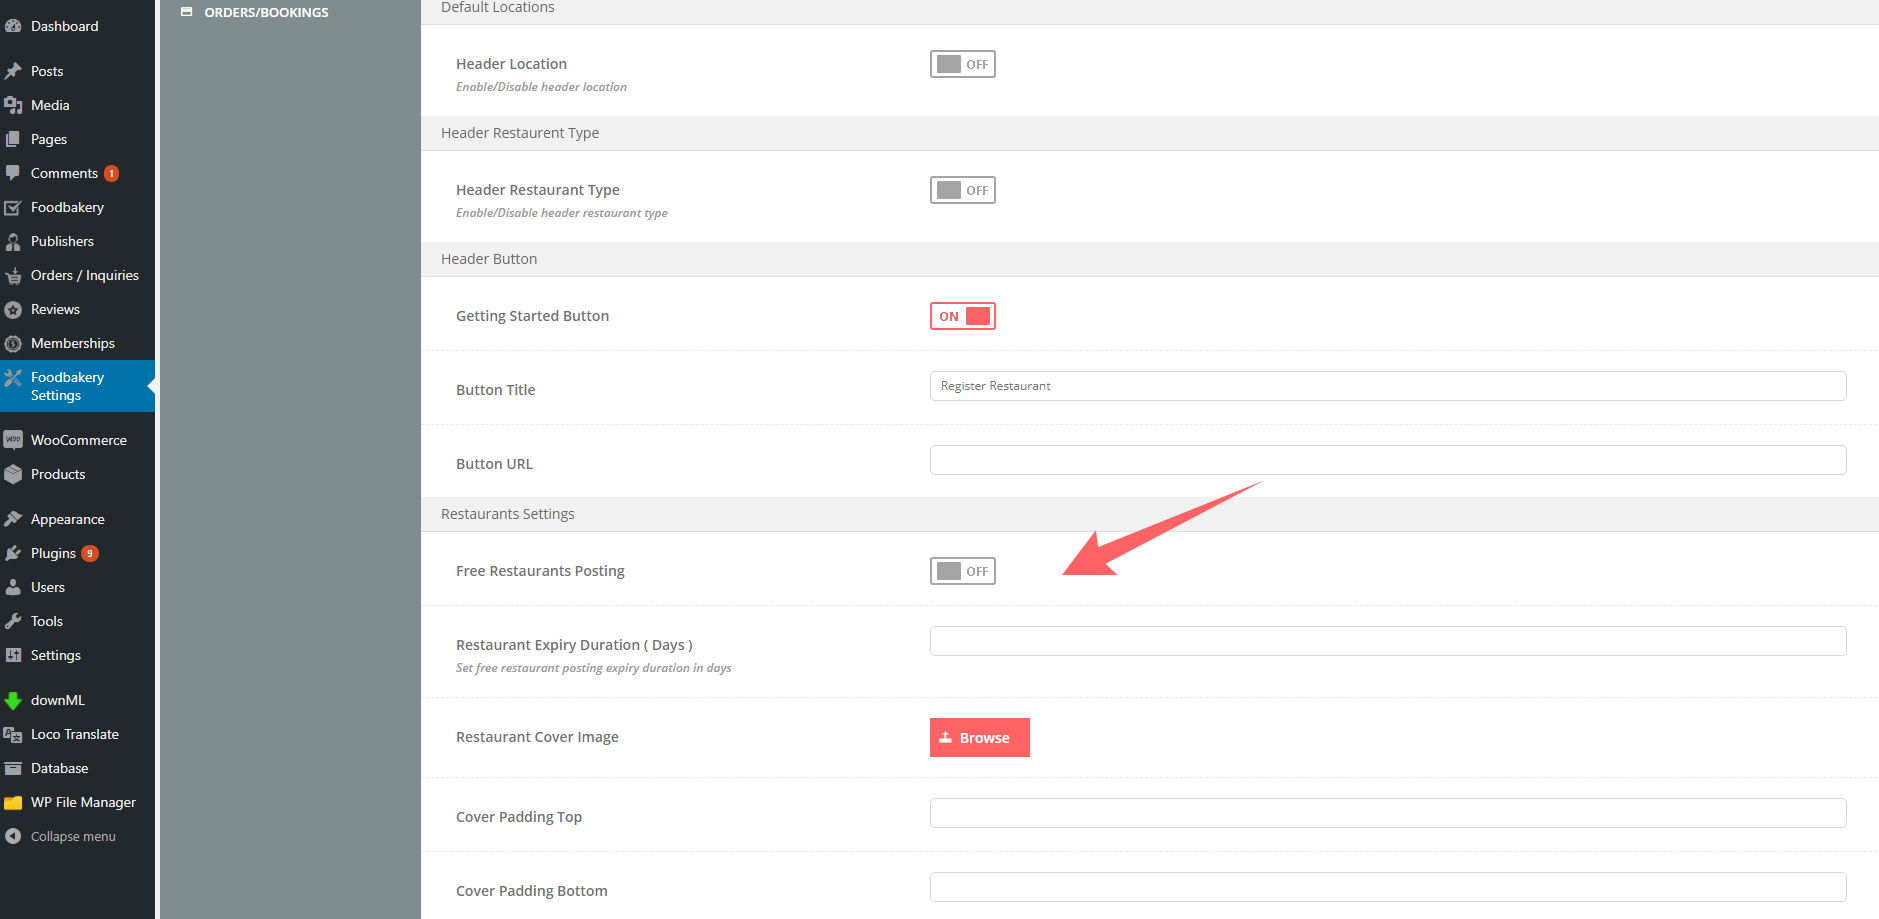 Dashboard
Posts
Media
Pages
Comments 1
Foodbakery
Publishers
Orders / Inquiries
Reviews
Memberships
Foodbakery
Settings
WOO WooCommerce
Products
Appearance
Plugins 9
Users
Tools
Settings
downML
Loco Translate
Database
WP File Manager
Collapse menu
ORDERS/BOOKINGS
Default Locations
Header Location
OFF
Enable/Disable header location
Header Restaurent Type
Header Restaurant Type
OFF
Enable/Disable header restaurant type
Header Button
Getting Started Button
ON
Button Title
Register Restaurant
Button URL
Restaurants Settings
Free Restaurants Posting
OFF
Restaurant Expiry Duration ( Days )
Set free restaurant posting expiry duration in days
Restaurant Cover Image
Browse
Cover Padding Top
Cover Padding Bottom